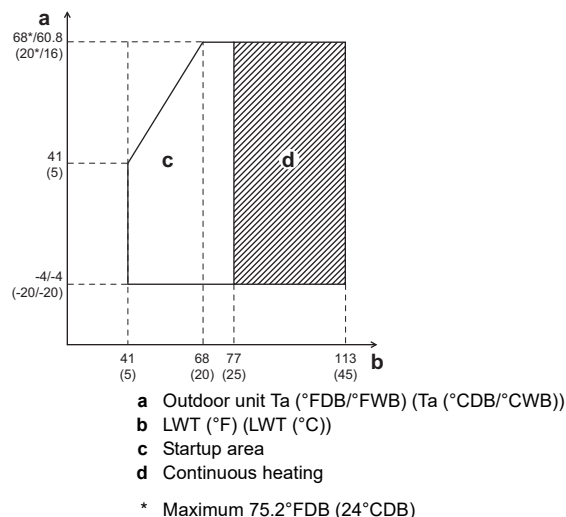 a
68*/60.8
(20*/16)
41
(5)
-4/-4
(-20/-20)
c
d
41
(5)
68
(20)
77
(25)
113
(45)
b
a Outdoor unit Ta (°FDB/°FWB) (Ta (°CDB/°CWB))
b LWT (°F) (LWT (°C))
c Startup area
d Continuous heating
* Maximum 75.2°FDB (24°CDB)